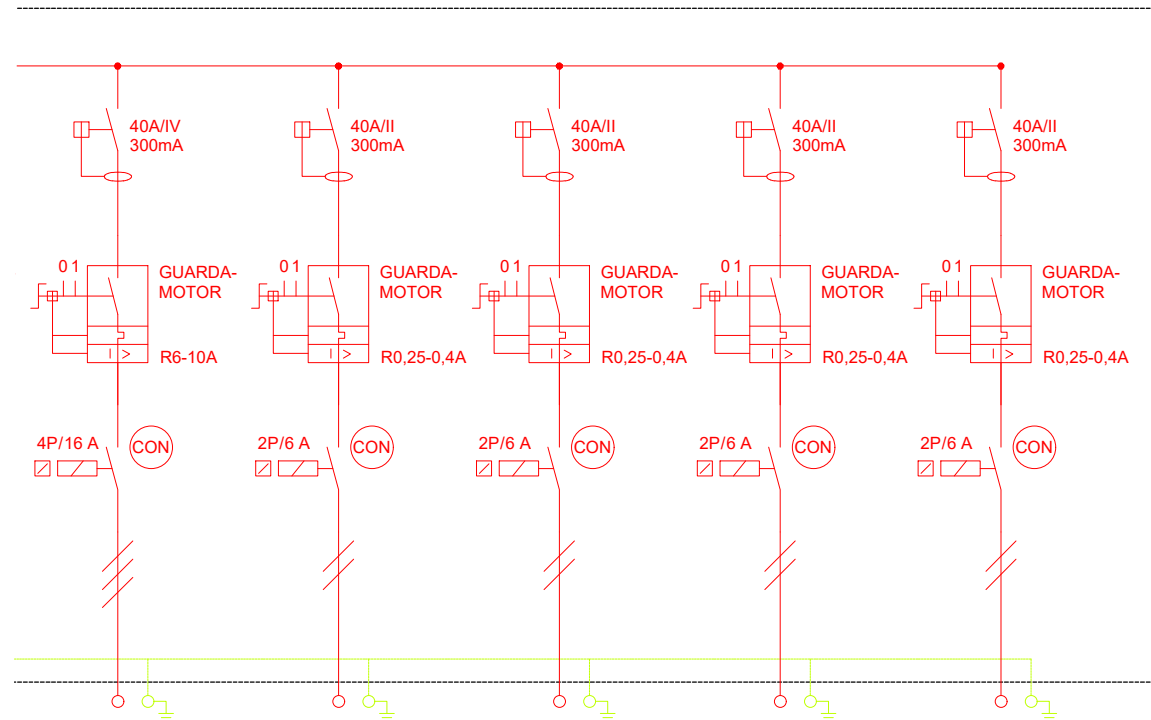 40A/IV
300mA
40A/II
300mA
40A/II
300mA
40A/II
300mA
40A/II
300mA
0 1
GUARDA-
MOTOR
R6-10A
0 1
GUARDA-
MOTOR
R0,25-0,4A
0 1
GUARDA-
MOTOR
R0,25-0,4A
0 1
GUARDA-
MOTOR
R0,25-0,4A
0 1
GUARDA-
MOTOR
R0,25-0,4A
I >
I >
I >
I >
I >
4P/16 A
CON
2P/6 A
CON
2P/6 A
CON
2P/6 A
CON
2P/6 A
CON